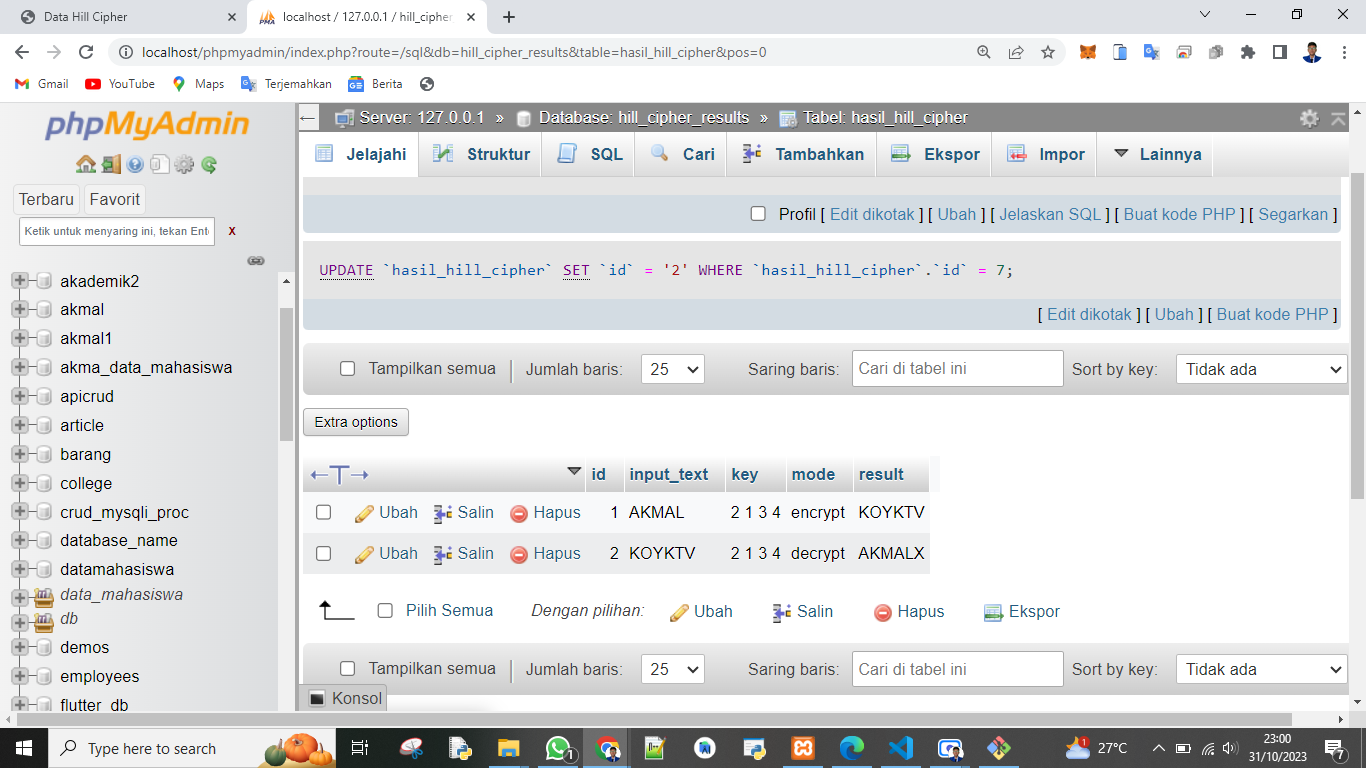 Data Hill Cipher
localhost / 127.0.0.1 / hill_cipher
localhost/phpmyadmin/index.php?route=/sql&db=hill_cipher_results&table=hasil_hill_cipher&pos=0
Gmail YouTube Maps Terjemahkan Berita
phpMyAdmin
Terbaru Favorit
Ketik untuk menyaring ini, tekan Ent X
akademik2
akmal
akmal1
akma_data_mahasiswa
apicrud
article
barang
college
crud_mysqli_proc
database_name
datamahasiswa
data_mahasiswa
db
demos
employees
flutter_db
Server: 127.0.0.1 » Database: hill_cipher_results » Tabel: hasil_hill_cipher
Jelajahi Struktur SQL Cari Tambahkan Ekspor Impor Lainnya
Profil [ Edit dikotak ] [ Ubah ] [ Jelaskan SQL ] [ Buat kode PHP ] [ Segarkan ]
UPDATE `hasil_hill_cipher` SET `id` = '2' WHERE `hasil_hill_cipher`.`id` = 7;
[ Edit dikotak ] [ Ubah ] [ Buat kode PHP ]
Tampilkan semua Jumlah baris: 25 Saring baris: Cari di tabel ini Sort by key: Tidak ada
Extra options
←T→ id input_text key mode result
Ubah Salin Hapus 1 AKMAL 2 1 3 4 encrypt KOYKTV
Ubah Salin Hapus 2 KOYKTV 2 1 3 4 decrypt AKMALX
Pilih Semua Dengan pilihan: Ubah Salin Hapus Ekspor
Tampilkan semua Jumlah baris: 25 Saring baris: Cari di tabel ini Sort by key: Tidak ada
Konsol
Type here to search
1
1
27°C
23:00
31/10/2023
7